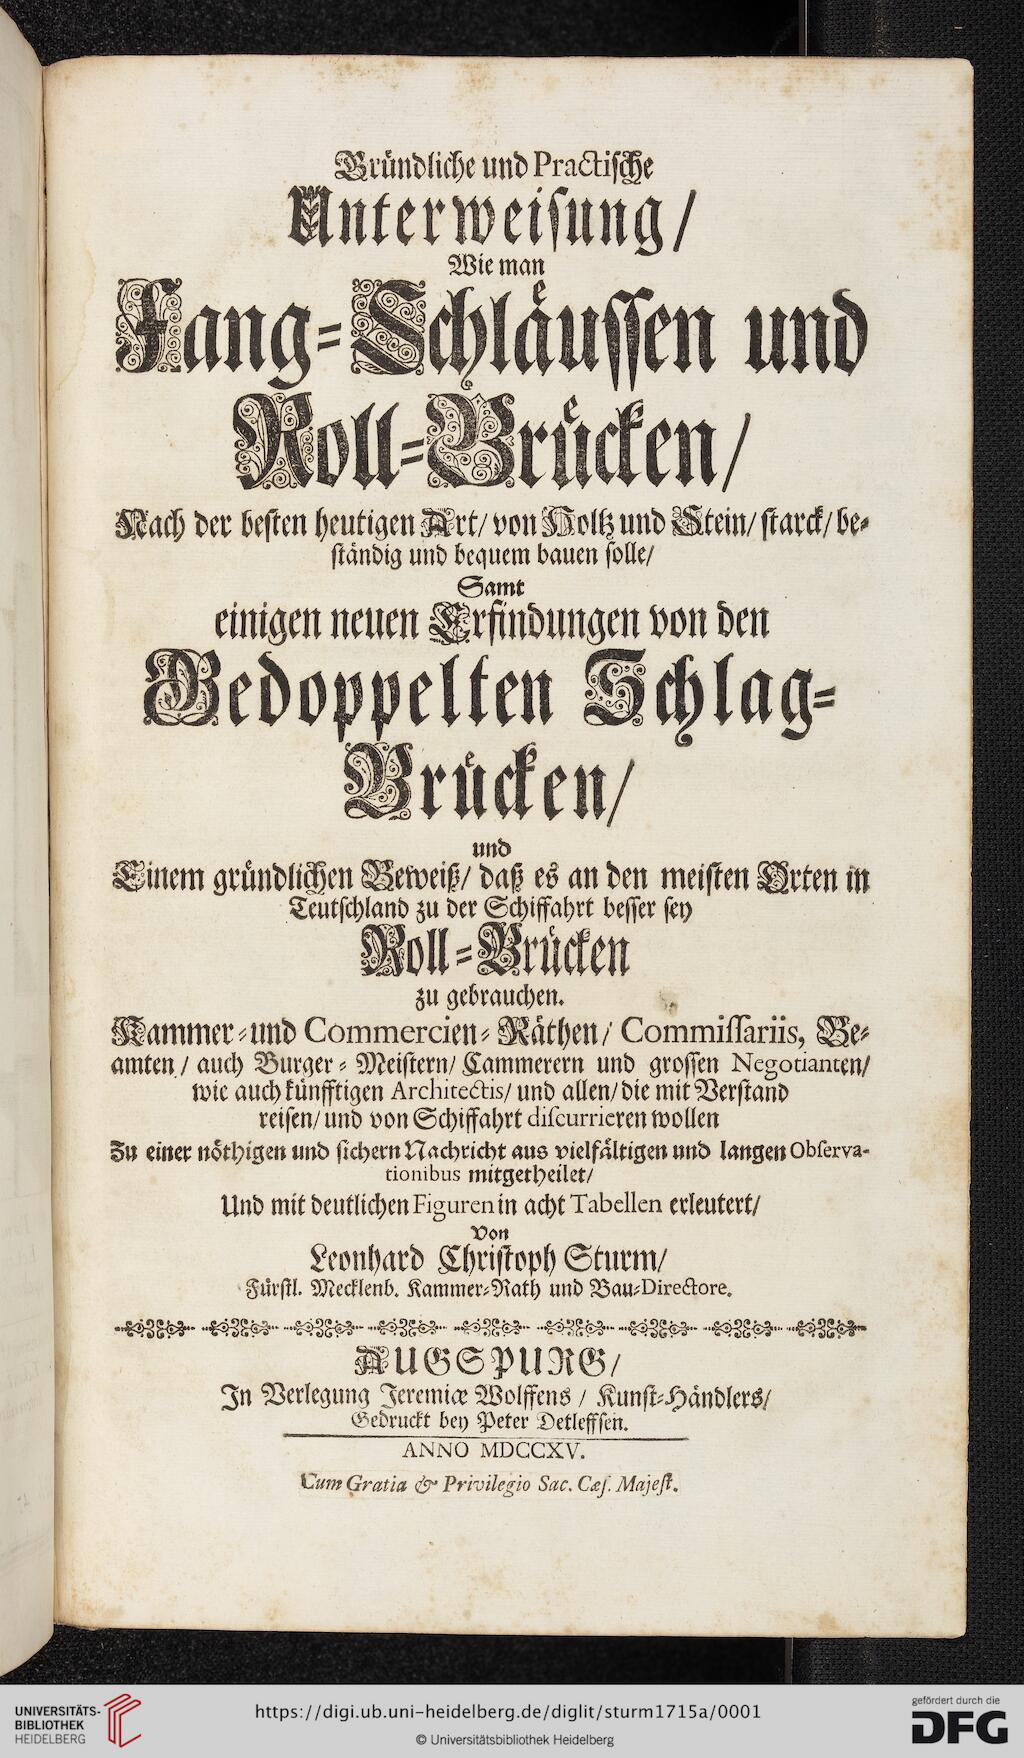 Gründliche und Practische
Unterweisung/
Wie man
Fang-Schläussen und
Roll-Brücken/
Nach der besten heutigen Art/ von Holtz und Stein/ starck/ be-
ständig und bequem bauen solle/
Samt
einigen neuen Erfindungen von den
Gedoppelten Schlag-
Brücken/
und
Einem gründlichen Beweiß/ daß es an den meisten Orten in
Teutschland zu der Schiffahrt besser sey
Roll-Brücken
zu gebrauchen.
Kammer-und Commercien-Räthen/ Commissariis, Be-
amten/ auch Burger-Meistern/ Cammerern und grossen Negotianten/
wie auch künfftigen Architectis/ und allen/ die mit Verstand
reisen/ und von Schiffahrt discurrieren wollen
Zu einer nöthigen und sichern Nachricht aus vielfältigen und langen Observa-
tionibus mitgetheilet/
Und mit deutlichen Figuren in acht Tabellen erleutert/
Von
Leonhard Christoph Sturm/
Fürstl. Mecklenb. Kammer-Rath und Bau-Directore.
AUGSPURG/
In Verlegung Jeremiæ Wolffens/ Kunst-Händlers/
Gedruckt bey Peter Detleffsen.
ANNO MDCCXV.
Cum Gratia & Privilegio Sac. Cæs. Majest.
UNIVERSITÄTS-
BIBLIOTHEK
HEIDELBERG
https://digi.ub.uni-heidelberg.de/diglit/sturm1715a/0001
© Universitätsbibliothek Heidelberg
gefördert durch die
DFG